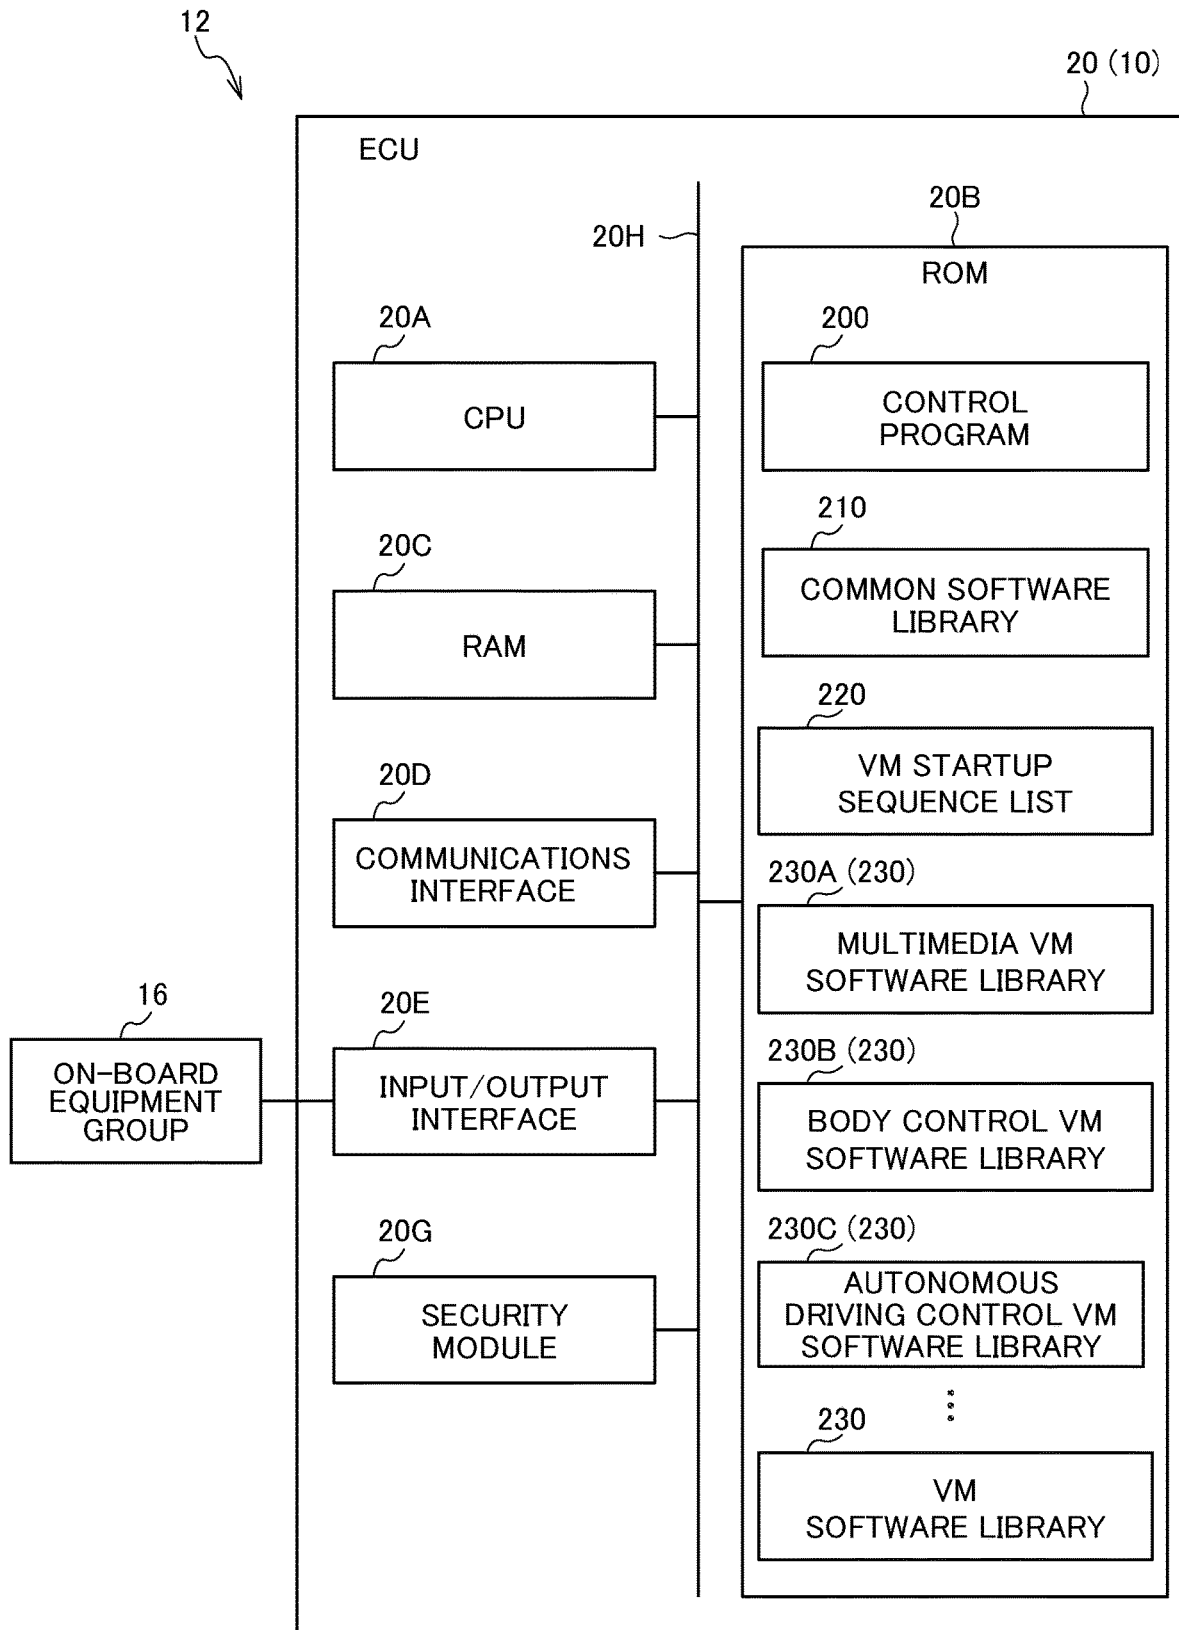 12
20 (10)
ECU
20H
20B
ROM
20A
CPU
200
CONTROL
PROGRAM
20C
RAM
210
COMMON SOFTWARE
LIBRARY
220
VM STARTUP
SEQUENCE LIST
20D
COMMUNICATIONS
INTERFACE
230A (230)
MULTIMEDIA VM
SOFTWARE LIBRARY
16
ON-BOARD
EQUIPMENT
GROUP
20E
INPUT/OUTPUT
INTERFACE
230B (230)
BODY CONTROL VM
SOFTWARE LIBRARY
20G
SECURITY
MODULE
230C (230)
AUTONOMOUS
DRIVING CONTROL VM
SOFTWARE LIBRARY
230
VM
SOFTWARE LIBRARY